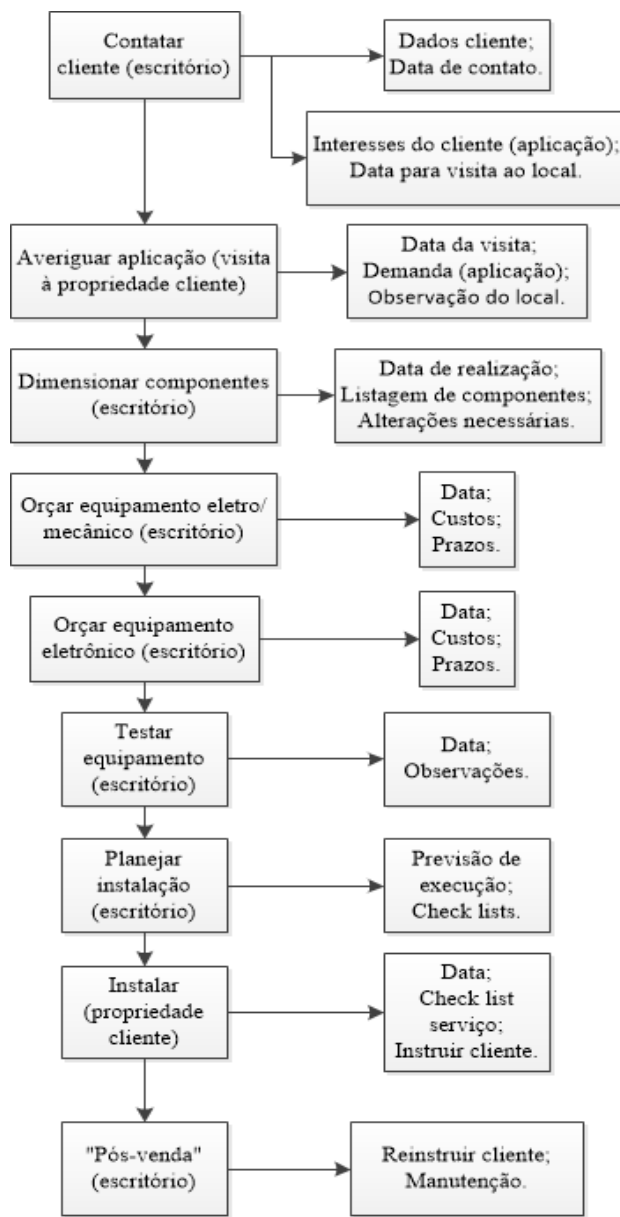 Contatar
cliente (escritório)
Dados cliente;
Data de contato.
Interesses do cliente (aplicação);
Data para visita ao local.
Averiguar aplicação (visita
à propriedade cliente)
Data da visita;
Demanda (aplicação);
Observação do local.
Dimensionar componentes
(escritório)
Data de realização;
Listagem de componentes;
Alterações necessárias.
Orçar equipamento eletro/
mecânico (escritório)
Data;
Custos;
Prazos.
Orçar equipamento
eletrônico (escritório)
Data;
Custos;
Prazos.
Testar
equipamento
(escritório)
Data;
Observações.
Planejar
instalação
(escritório)
Previsão de
execução;
Check lists.
Instalar
(propriedade
cliente)
Data;
Check list
serviço;
Instruir cliente.
"Pós-venda"
(escritório)
Reinstruir cliente;
Manutenção.